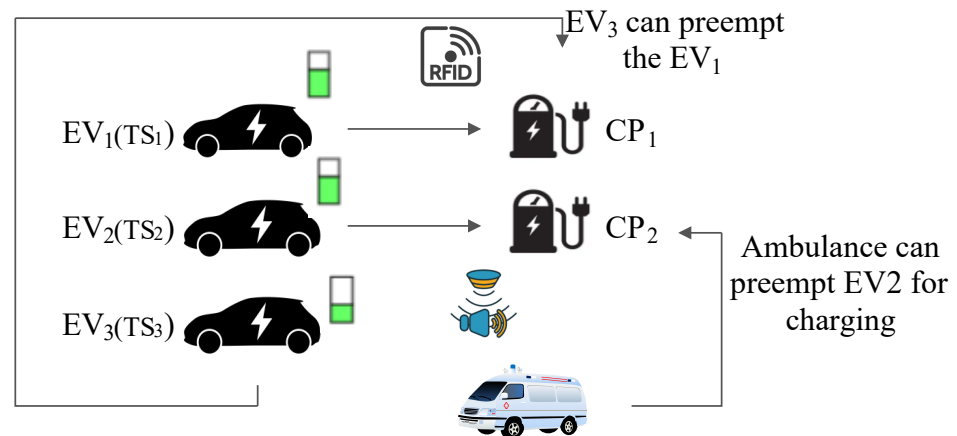 EV3 can preempt
the EV1
RFID
EV1(TS1)
CP1
EV2(TS2)
CP2
Ambulance can
preempt EV2 for
charging
EV3(TS3)